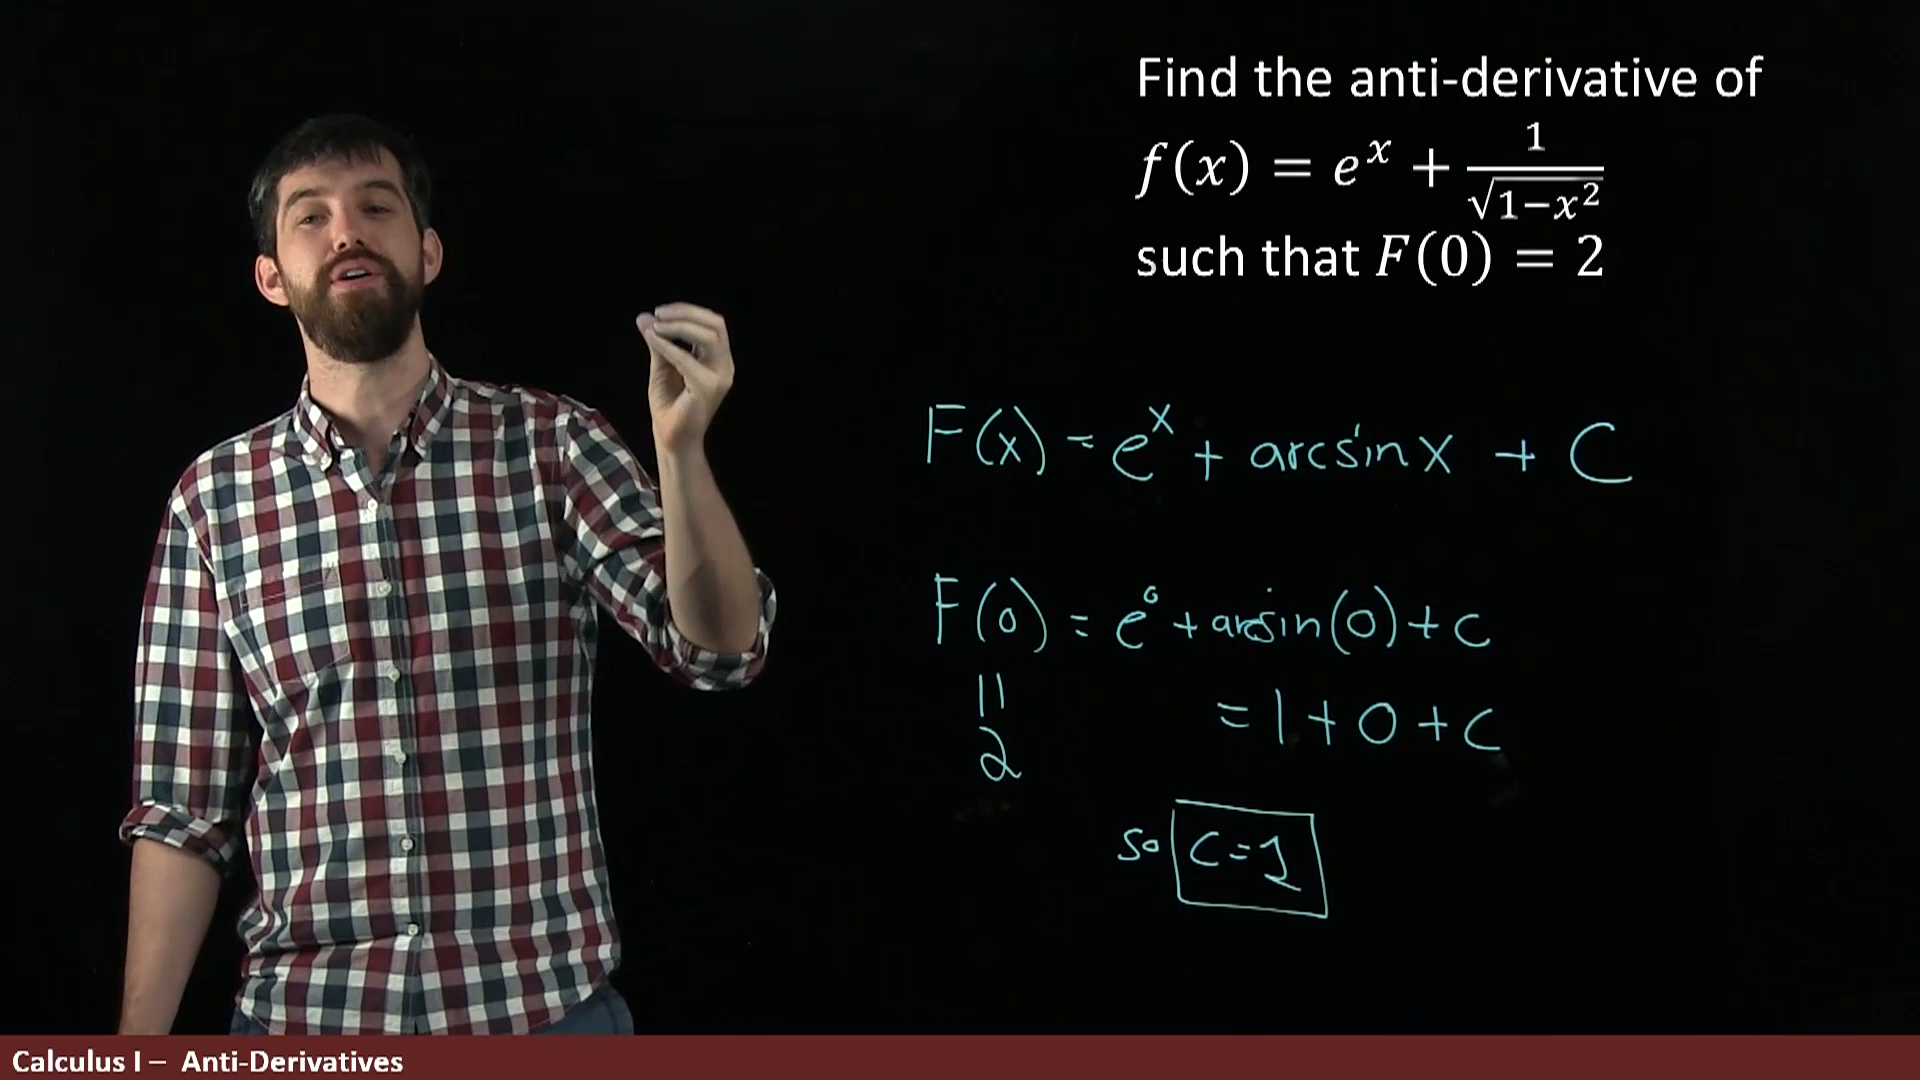 Find the anti-derivative of
f(x) = e^x + 1/√(1−x²)
such that F(0) = 2
F(x) = e^x + arcsin x + C
F(0) = e^0 + arcsin(0) + C
= 1 + 0 + C
||
2
so C = 1
Calculus I – Anti-Derivatives